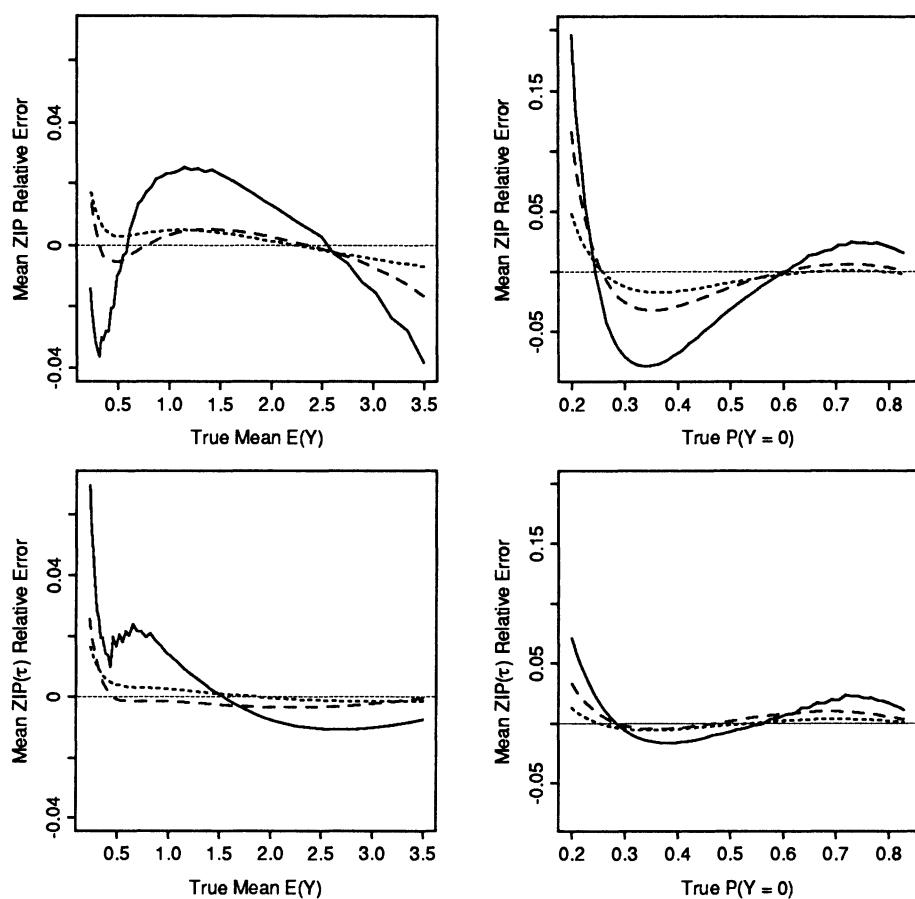 Mean ZIP Relative Error
0.04
0
-0.04
0.5 1.0 1.5 2.0 2.5 3.0 3.5
True Mean E(Y)
Mean ZIP Relative Error
0.15
0.05
-0.05
0.2 0.3 0.4 0.5 0.6 0.7 0.8
True P(Y = 0)
Mean ZIP(τ) Relative Error
0.04
0
-0.04
0.5 1.0 1.5 2.0 2.5 3.0 3.5
True Mean E(Y)
Mean ZIP(τ) Relative Error
0.15
0.05
-0.05
0.2 0.3 0.4 0.5 0.6 0.7 0.8
True P(Y = 0)